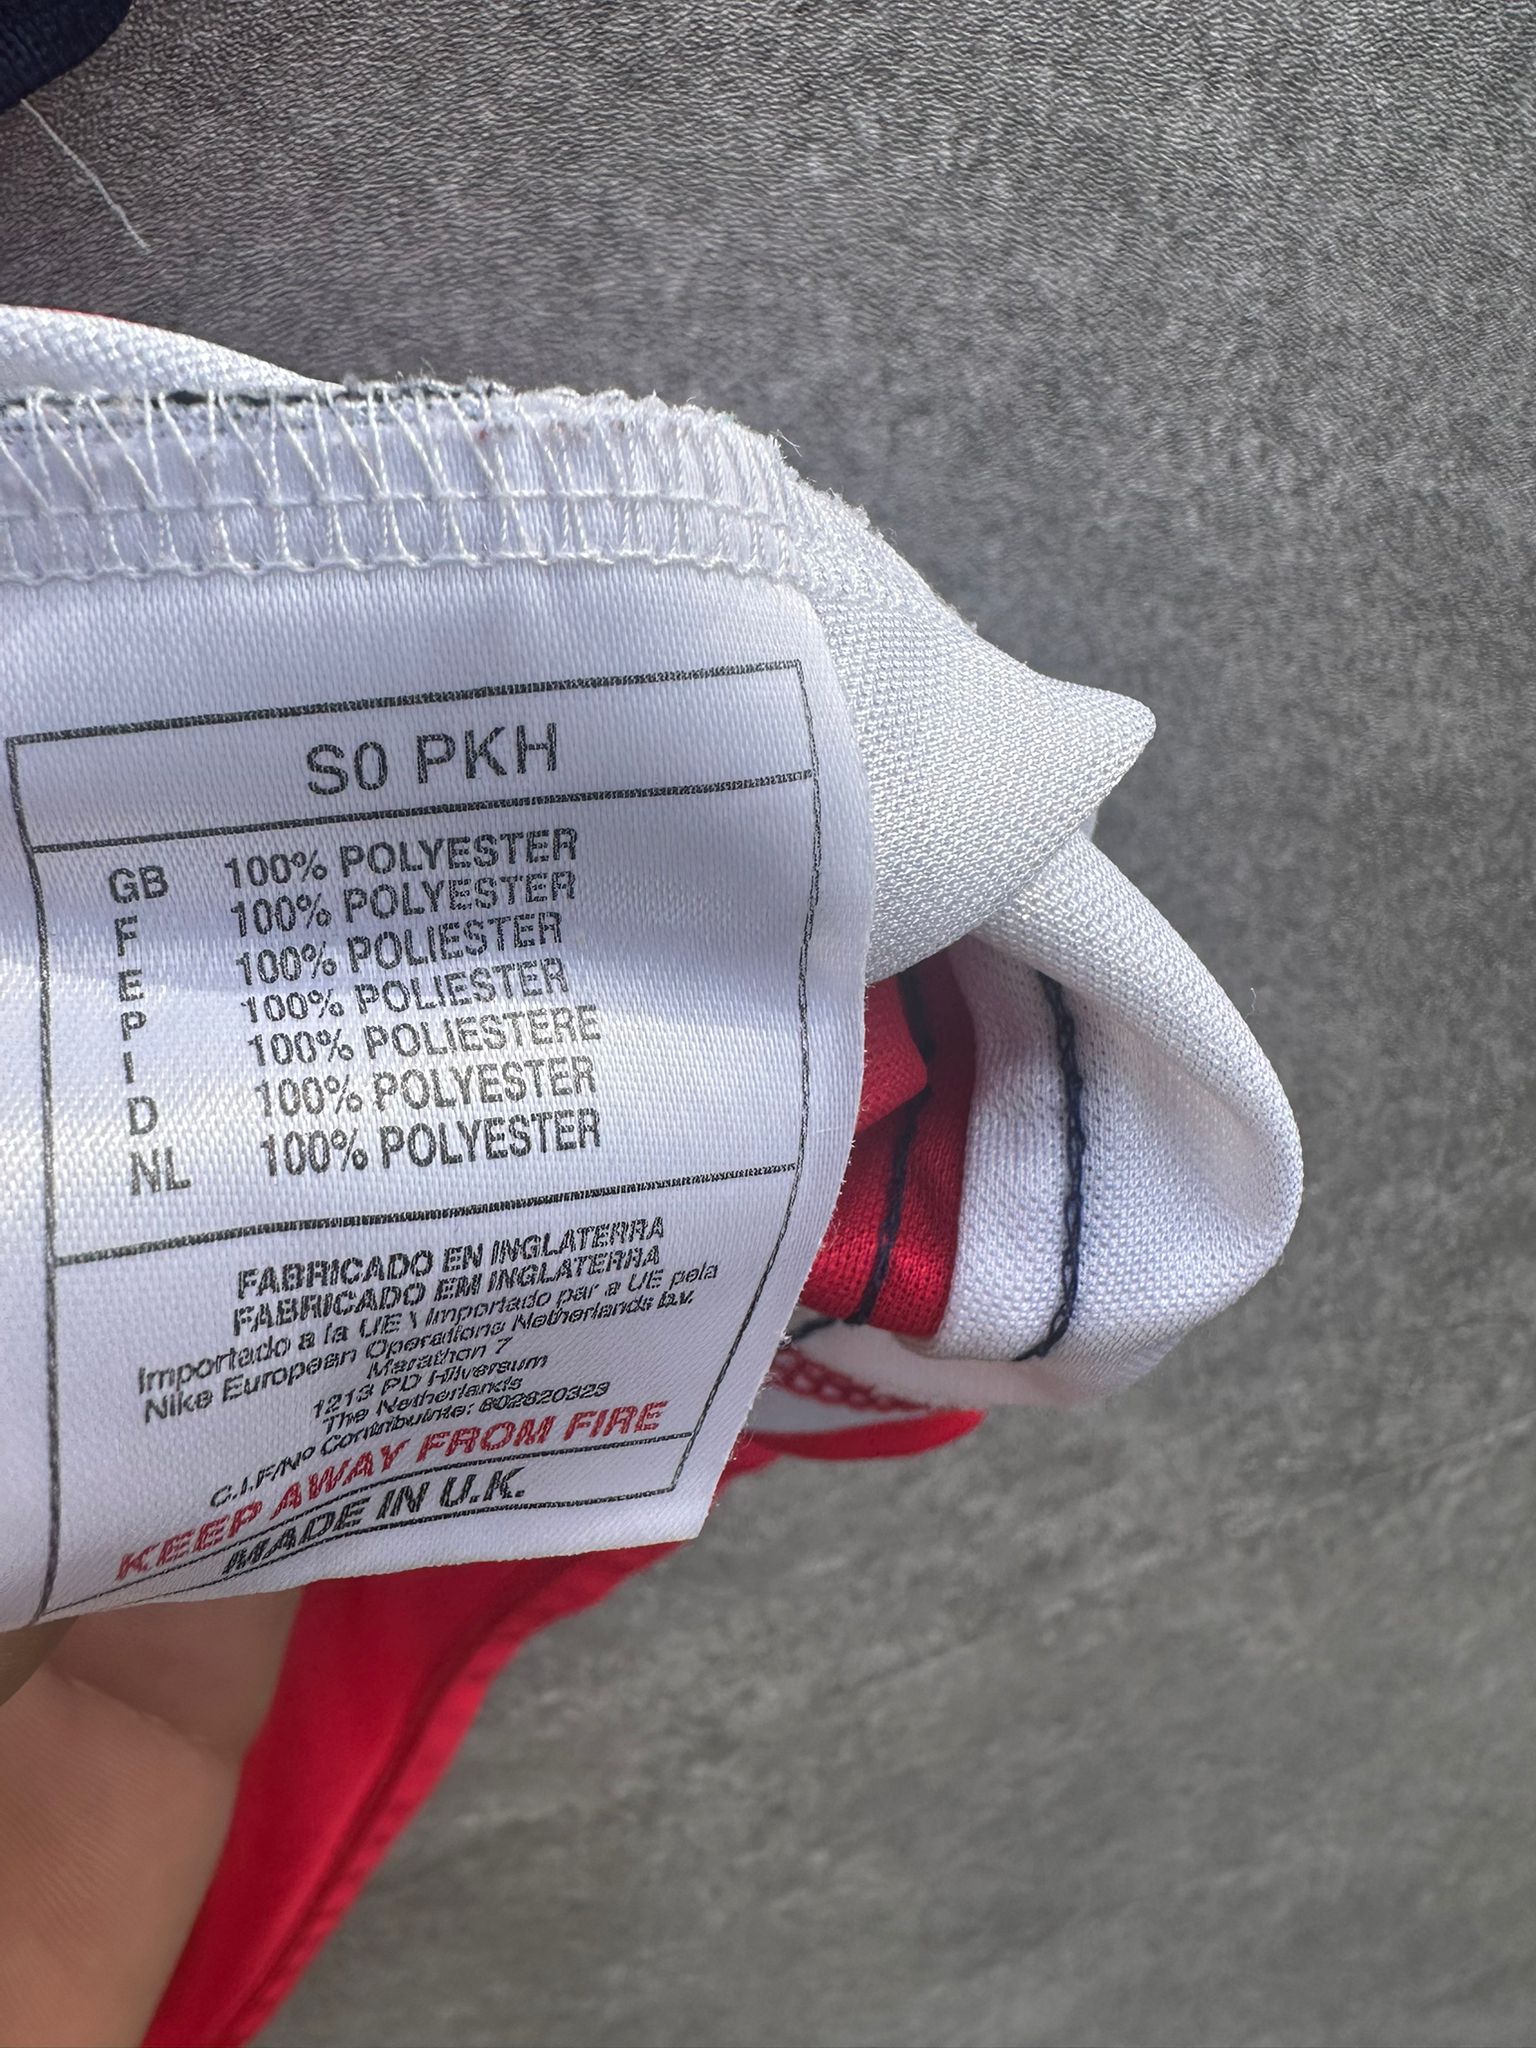 S0 PKH
GB 100% POLYESTER
F 100% POLYESTER
E 100% POLIESTER
P 100% POLIESTER
I 100% POLIESTERE
D 100% POLYESTER
NL 100% POLYESTER
FABRICADO EN INGLATERRA
FABRICADO EM INGLATERRA
Importado a la UE \ Importado par a UE pela
Nike European Operations Netherlands b.v.
Marathon 7
1213 PD Hilversum
The Netherlands
C.I.F/Nº Contribuinte: 802620323
KEEP AWAY FROM FIRE
MADE IN U.K.